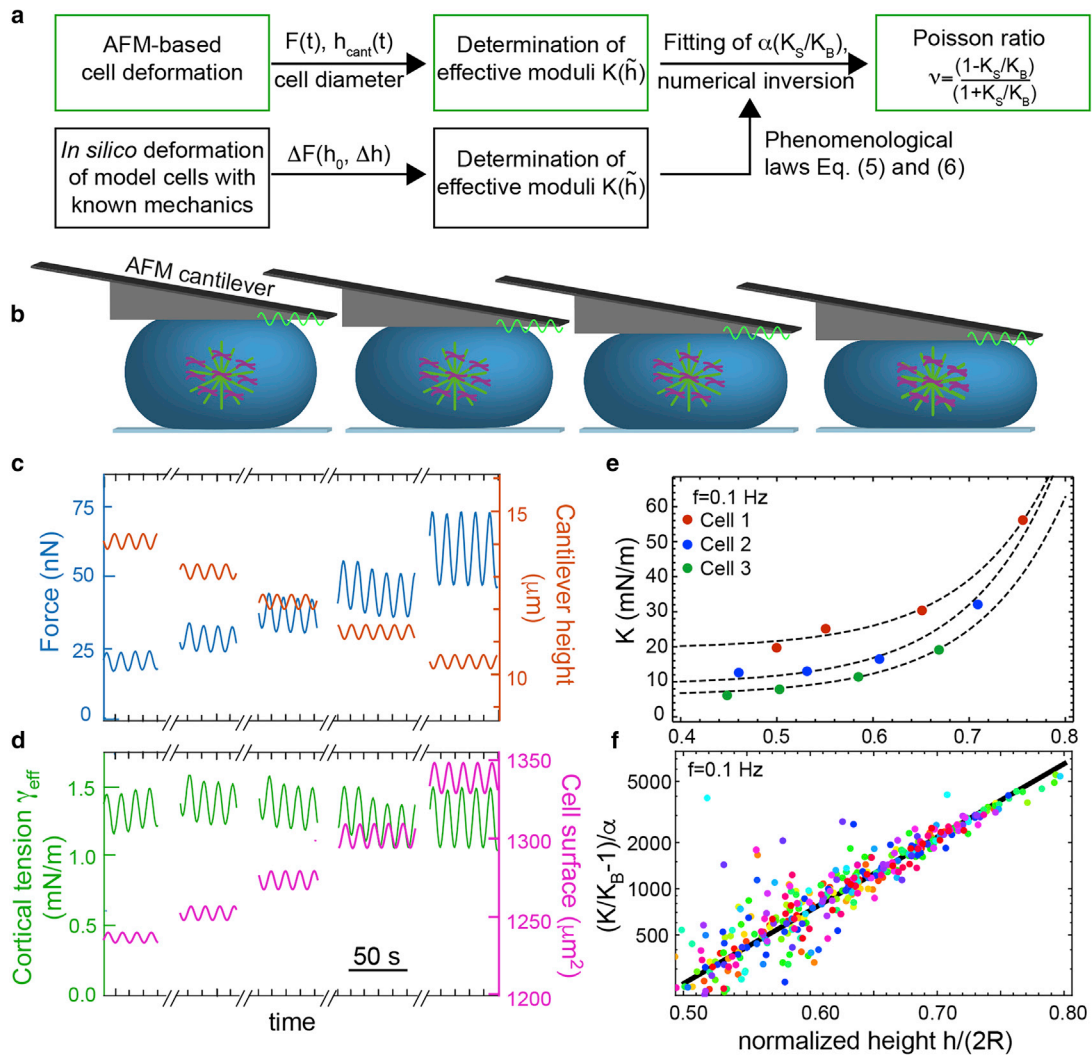 a
AFM-based
cell deformation
F(t), h_cant(t)
cell diameter
Determination of
effective moduli K(h̃)
Fitting of α(K_S/K_B),
numerical inversion
Poisson ratio
ν=(1-K_S/K_B)/(1+K_S/K_B)
In silico deformation
of model cells with
known mechanics
ΔF(h_0, Δh)
Determination of
effective moduli K(h̃)
Phenomenological
laws Eq. (5) and (6)
b
AFM cantilever
c
Force (nN)
75
50
25
0
15
10
Cantilever height
(μm)
d
Cortical tension γ_eff
(mN/m)
1.5
1.0
0.5
0.0
1350
1300
1250
1200
Cell surface (μm²)
50 s
time
e
K (mN/m)
60
50
40
30
20
10
0
f=0.1 Hz
Cell 1
Cell 2
Cell 3
0.4 0.5 0.6 0.7 0.8
f
(K/K_B-1)/α
5000
2000
1000
500
f=0.1 Hz
0.50 0.60 0.70 0.80
normalized height h/(2R)